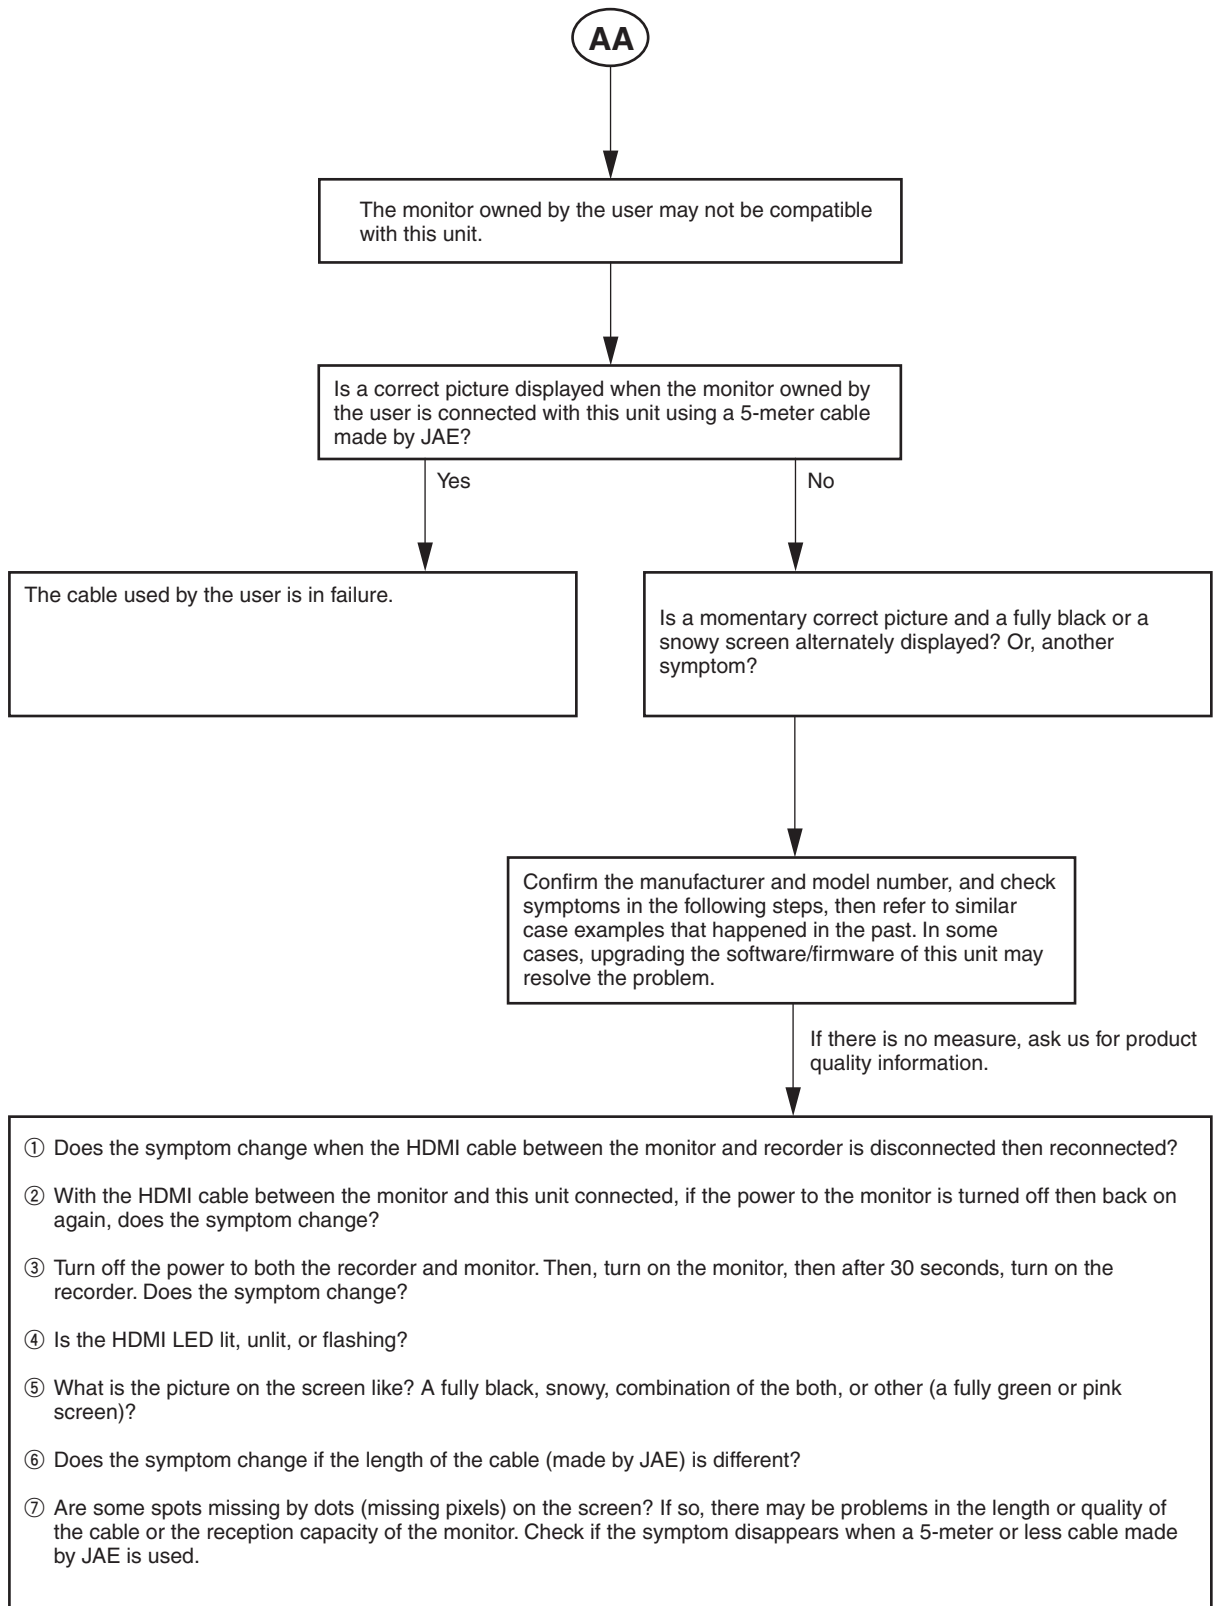 AA
The monitor owned by the user may not be compatible
with this unit.
Is a correct picture displayed when the monitor owned by
the user is connected with this unit using a 5-meter cable
made by JAE?
Yes
No
The cable used by the user is in failure.
Is a momentary correct picture and a fully black or a
snowy screen alternately displayed? Or, another
symptom?
Confirm the manufacturer and model number, and check
symptoms in the following steps, then refer to similar
case examples that happened in the past. In some
cases, upgrading the software/firmware of this unit may
resolve the problem.
If there is no measure, ask us for product
quality information.
① Does the symptom change when the HDMI cable between the monitor and recorder is disconnected then reconnected?
② With the HDMI cable between the monitor and this unit connected, if the power to the monitor is turned off then back on
again, does the symptom change?
③ Turn off the power to both the recorder and monitor. Then, turn on the monitor, then after 30 seconds, turn on the
recorder. Does the symptom change?
④ Is the HDMI LED lit, unlit, or flashing?
⑤ What is the picture on the screen like? A fully black, snowy, combination of the both, or other (a fully green or pink
screen)?
⑥ Does the symptom change if the length of the cable (made by JAE) is different?
⑦ Are some spots missing by dots (missing pixels) on the screen? If so, there may be problems in the length or quality of
the cable or the reception capacity of the monitor. Check if the symptom disappears when a 5-meter or less cable made
by JAE is used.